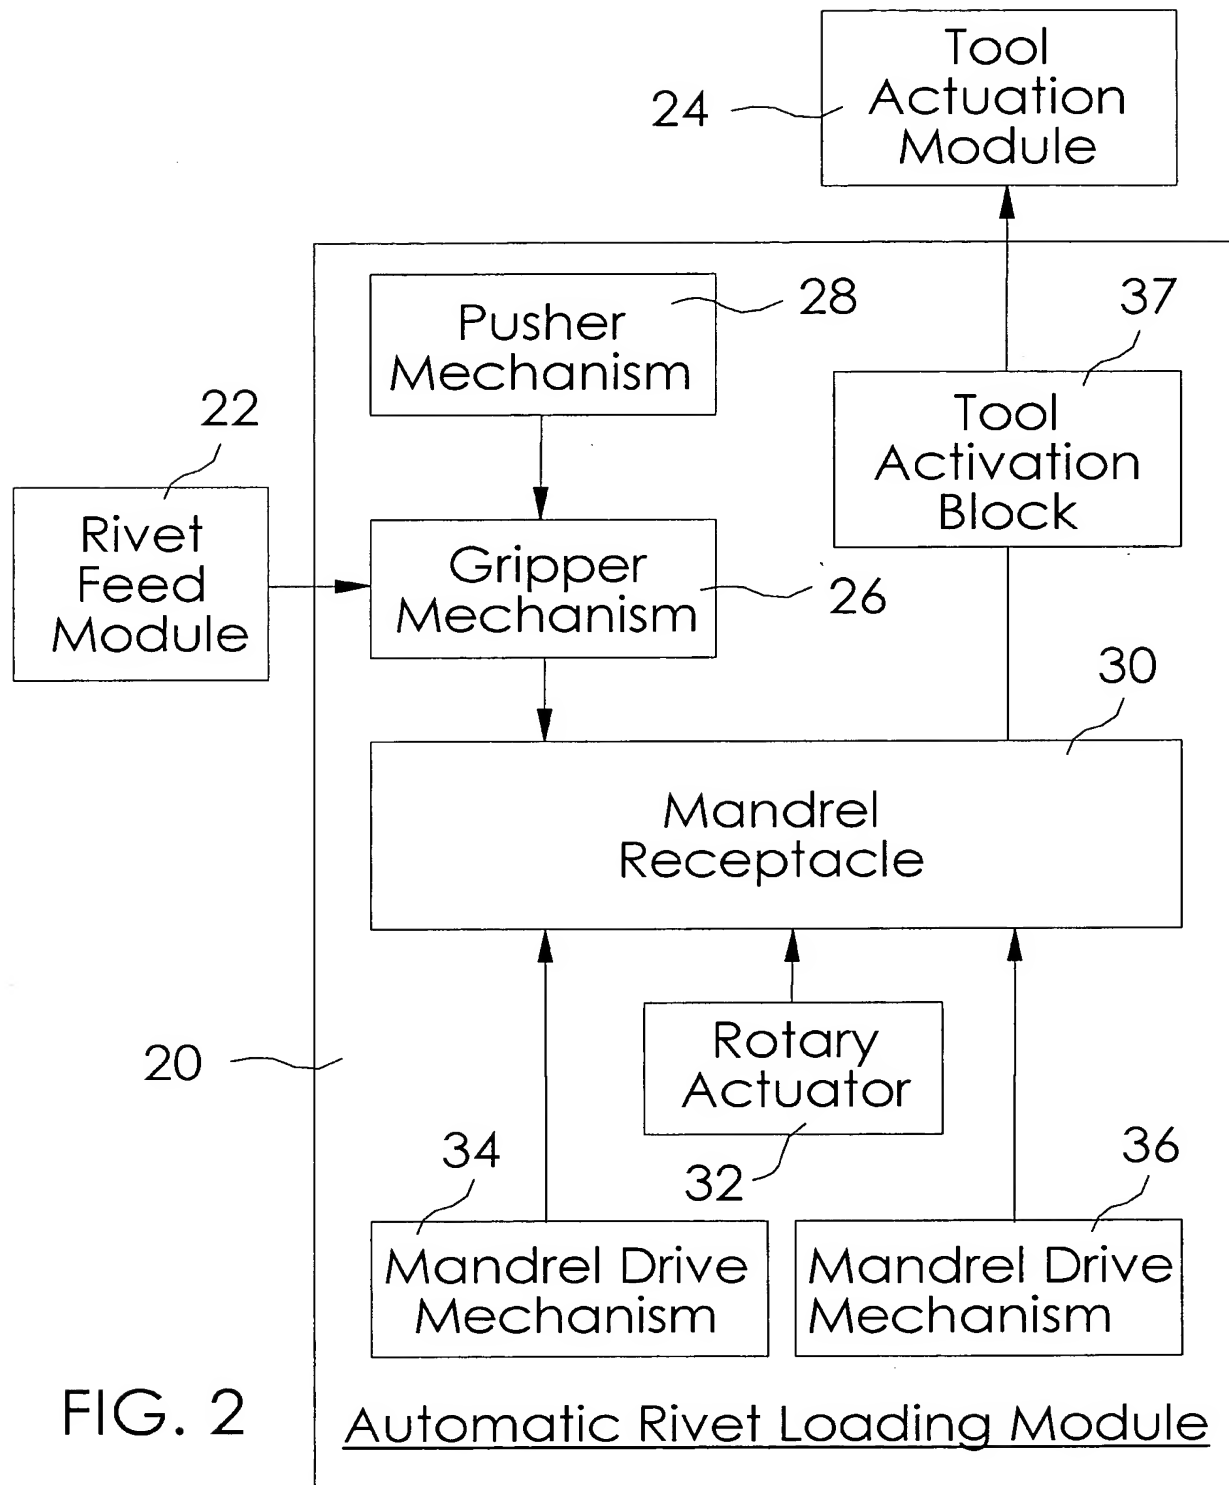 Tool
Actuation
Module
24
Pusher
Mechanism
28
37
Tool
Activation
Block
22
Rivet
Feed
Module
Gripper
Mechanism
26
30
Mandrel
Receptacle
Rotary
Actuator
20
34
32
36
Mandrel Drive
Mechanism
Mandrel Drive
Mechanism
FIG. 2
Automatic Rivet Loading Module